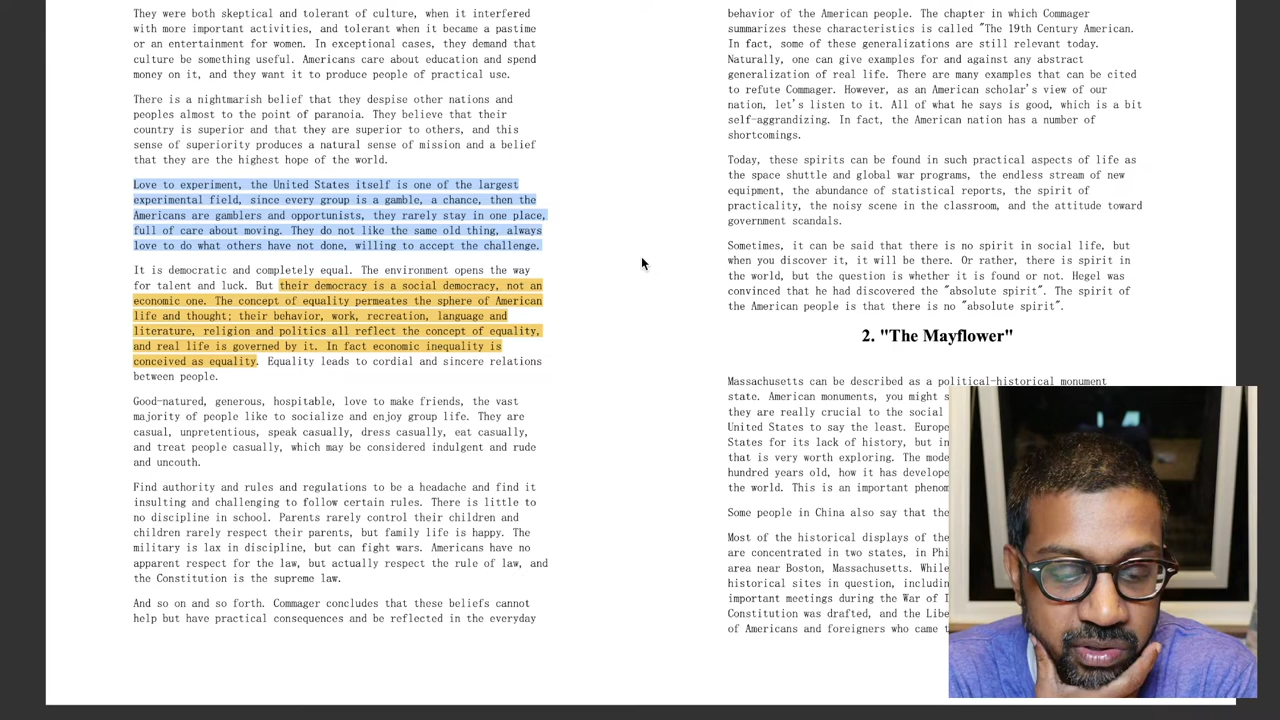 They were both skeptical and tolerant of culture, when it interfered
with more important activities, and tolerant when it became a pastime
or an entertainment for women. In exceptional cases, they demand that
culture be something useful. Americans care about education and spend
money on it, and they want it to produce people of practical use.
There is a nightmarish belief that they despise other nations and
peoples almost to the point of paranoia. They believe that their
country is superior and that they are superior to others, and this
sense of superiority produces a natural sense of mission and a belief
that they are the highest hope of the world.
Love to experiment, the United States itself is one of the largest
experimental field, since every group is a gamble, a chance, then the
Americans are gamblers and opportunists, they rarely stay in one place,
full of care about moving. They do not like the same old thing, always
love to do what others have not done, willing to accept the challenge.
It is democratic and completely equal. The environment opens the way
for talent and luck. But their democracy is a social democracy, not an
economic one. The concept of equality permeates the sphere of American
life and thought; their behavior, work, recreation, language and
literature, religion and politics all reflect the concept of equality,
and real life is governed by it. In fact economic inequality is
conceived as equality. Equality leads to cordial and sincere relations
between people.
Good-natured, generous, hospitable, love to make friends, the vast
majority of people like to socialize and enjoy group life. They are
casual, unpretentious, speak casually, dress casually, eat casually,
and treat people casually, which may be considered indulgent and rude
and uncouth.
Find authority and rules and regulations to be a headache and find it
insulting and challenging to follow certain rules. There is little to
no discipline in school. Parents rarely control their children and
children rarely respect their parents, but family life is happy. The
military is lax in discipline, but can fight wars. Americans have no
apparent respect for the law, but actually respect the rule of law, and
the Constitution is the supreme law.
And so on and so forth. Commager concludes that these beliefs cannot
help but have practical consequences and be reflected in the everyday
behavior of the American people. The chapter in which Commager
summarizes these characteristics is called "The 19th Century American.
In fact, some of these generalizations are still relevant today.
Naturally, one can give examples for and against any abstract
generalization of real life. There are many examples that can be cited
to refute Commager. However, as an American scholar's view of our
nation, let's listen to it. All of what he says is good, which is a bit
self-aggrandizing. In fact, the American nation has a number of
shortcomings.
Today, these spirits can be found in such practical aspects of life as
the space shuttle and global war programs, the endless stream of new
equipment, the abundance of statistical reports, the spirit of
practicality, the noisy scene in the classroom, and the attitude toward
government scandals.
Sometimes, it can be said that there is no spirit in social life, but
when you discover it, it will be there. Or rather, there is spirit in
the world, but the question is whether it is found or not. Hegel was
convinced that he had discovered the "absolute spirit". The spirit of
the American people is that there is no "absolute spirit".
2. "The Mayflower"
Massachusetts can be described as a political-historical monument
state. American monuments, you might s
they are really crucial to the social
United States to say the least. Europe
States for its lack of history, but in
that is very worth exploring. The mode
hundred years old, how it has develope
the world. This is an important phenom
Some people in China also say that the
Most of the historical displays of the
are concentrated in two states, in Phi
area near Boston, Massachusetts. While
historical sites in question, including
important meetings during the War of I
Constitution was drafted, and the Libe
of Americans and foreigners who came t